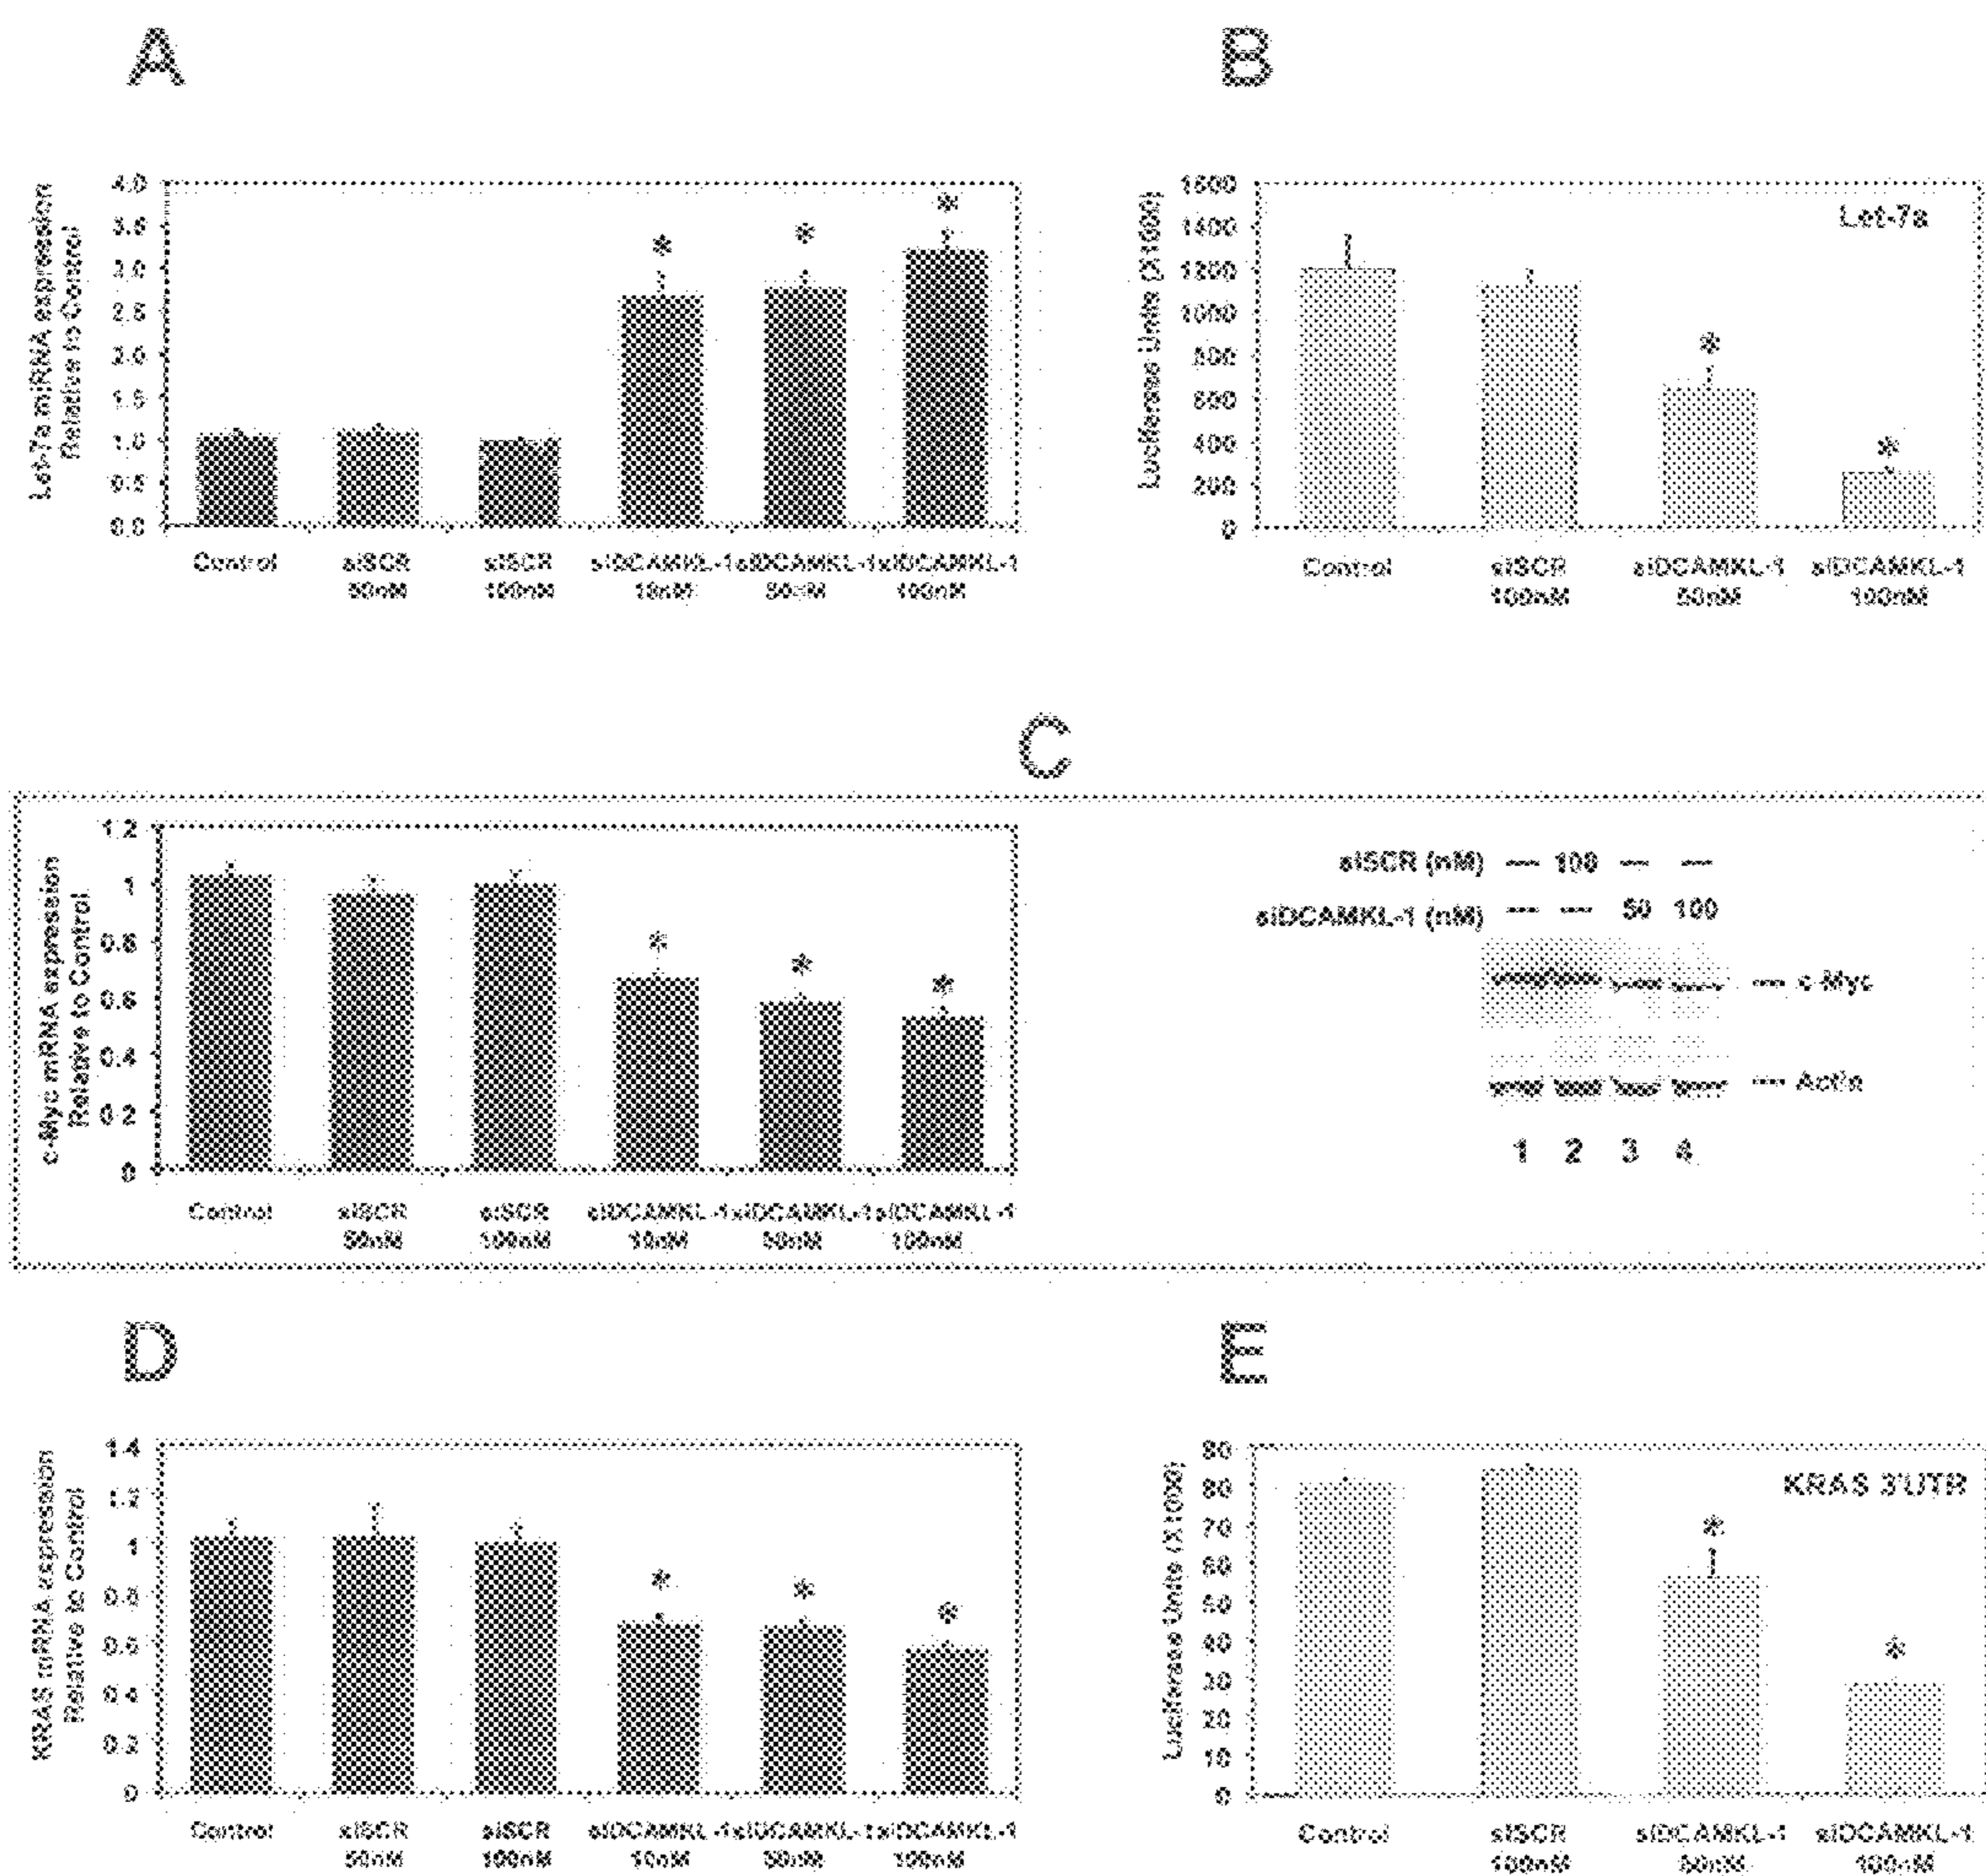 A
Let-7a miRNA expression
Relative to Control
4.0
3.5
3.0
2.5
2.0
1.5
1.0
0.5
0.0
*
*
*
Control
siSCR
50nM
siSCR
100nM
siDCAMKL-1
10nM
siDCAMKL-1
50nM
siDCAMKL-1
100nM
B
Luciferase Units (X1000)
1600
1400
1200
1000
800
600
400
200
0
Let-7a
*
*
Control
siSCR
100nM
siDCAMKL-1
50nM
siDCAMKL-1
100nM
C
c-Myc mRNA expression
Relative to Control
1.2
1
0.8
0.6
0.4
0.2
0
*
*
*
Control
siSCR
50nM
siSCR
100nM
siDCAMKL-1
10nM
siDCAMKL-1
50nM
siDCAMKL-1
100nM
siSCR (nM) — 100 — —
siDCAMKL-1 (nM) — — 50 100
— c-Myc
— Actin
1 2 3 4
D
KRAS mRNA expression
Relative to Control
1.4
1.2
1
0.8
0.6
0.4
0.2
0
*
*
*
Control
siSCR
50nM
siSCR
100nM
siDCAMKL-1
10nM
siDCAMKL-1
50nM
siDCAMKL-1
100nM
E
Luciferase Units (X1000)
90
80
70
60
50
40
30
20
10
0
KRAS 3'UTR
*
*
Control
siSCR
100nM
siDCAMKL-1
50nM
siDCAMKL-1
100nM